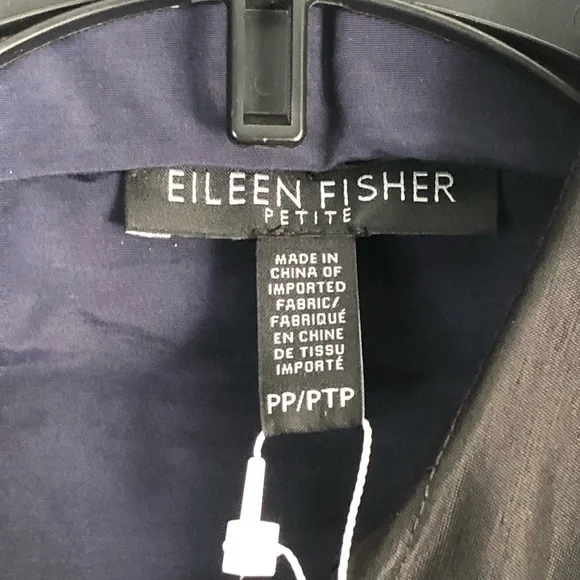 EILEEN FISHER
PETITE
MADE IN
CHINA OF
IMPORTED
FABRIC/
FABRIQUÉ
EN CHINE
DE TISSU
IMPORTÉ
PP/PTP